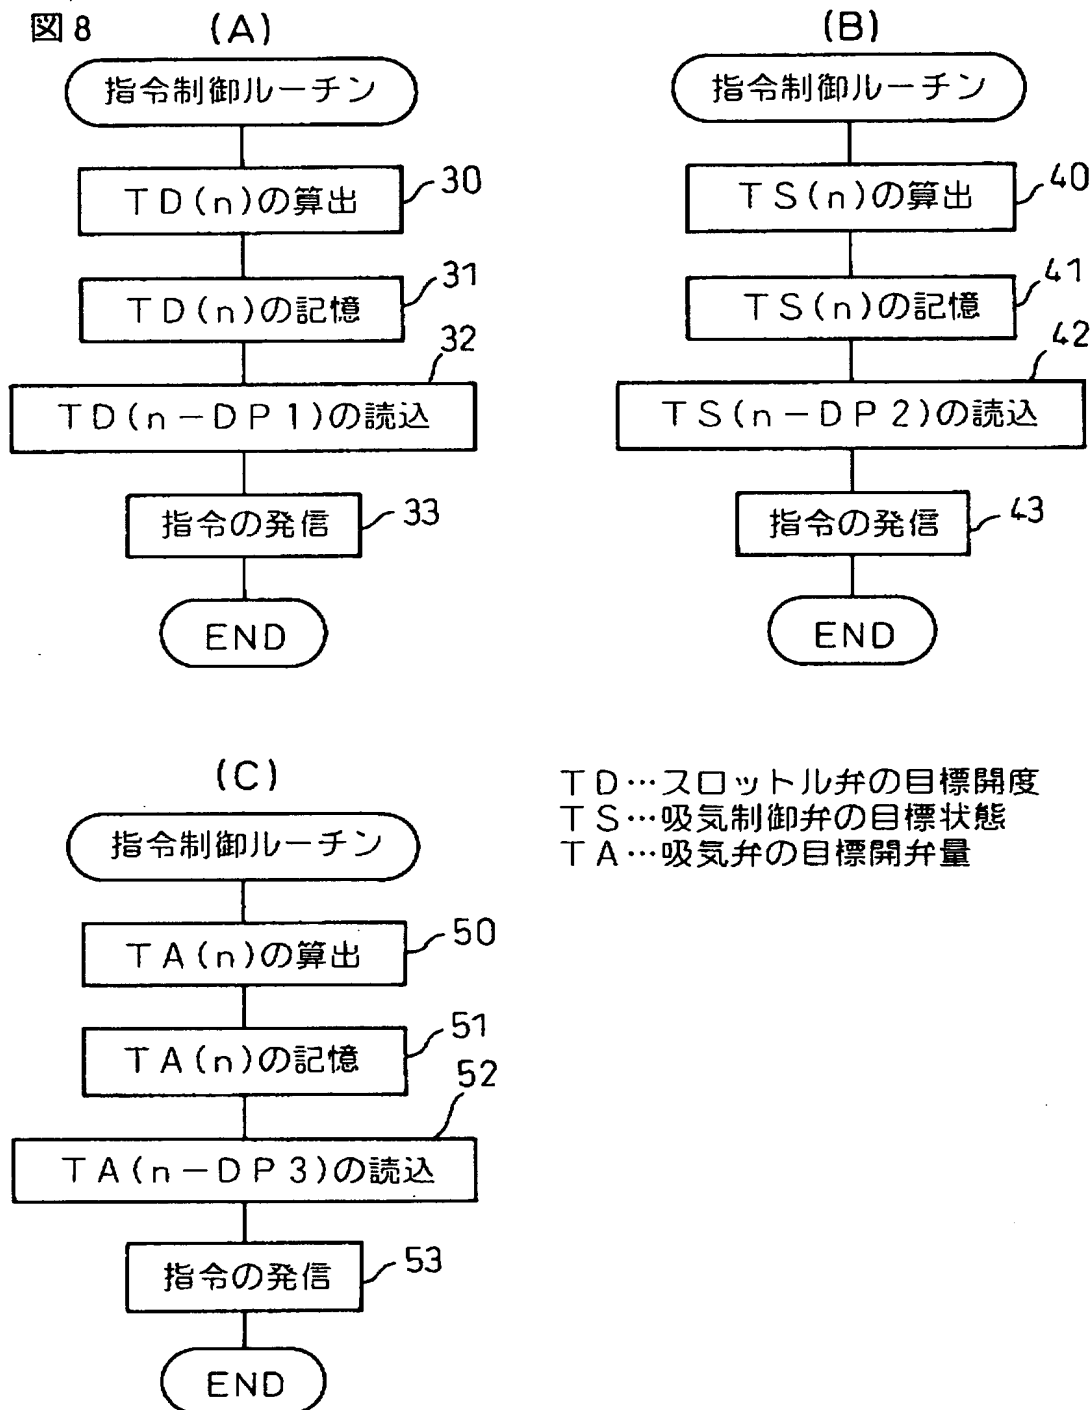 図8
(A)
指令制御ルーチン
TD(n)の算出
30
TD(n)の記憶
31
32
TD(n-DP1)の読込
指令の発信
33
END
(B)
指令制御ルーチン
TS(n)の算出
40
TS(n)の記憶
41
42
TS(n-DP2)の読込
指令の発信
43
END
(C)
指令制御ルーチン
TA(n)の算出
50
TA(n)の記憶
51
52
TA(n-DP3)の読込
指令の発信
53
END
TD…スロットル弁の目標開度
TS…吸気制御弁の目標状態
TA…吸気弁の目標開弁量